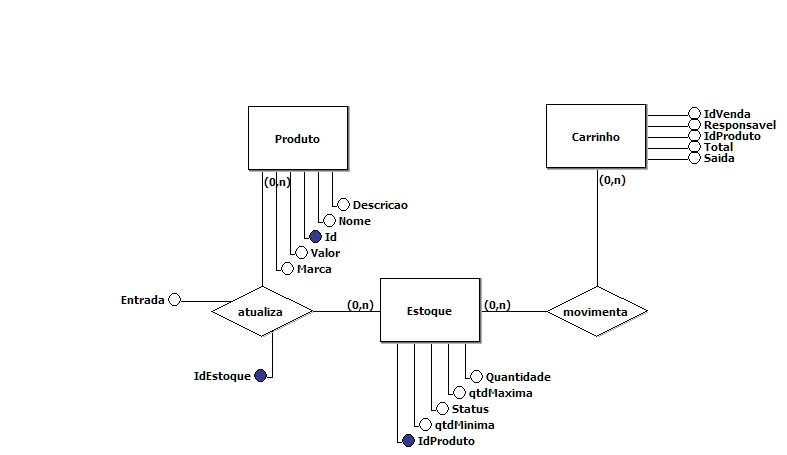 Produto
Carrinho
IdVenda
Responsavel
IdProduto
Total
Saida
(0,n)
(0,n)
Descricao
Nome
Id
Valor
Marca
Entrada
atualiza
(0,n)
Estoque
(0,n)
movimenta
IdEstoque
Quantidade
qtdMaxima
Status
qtdMinima
IdProduto